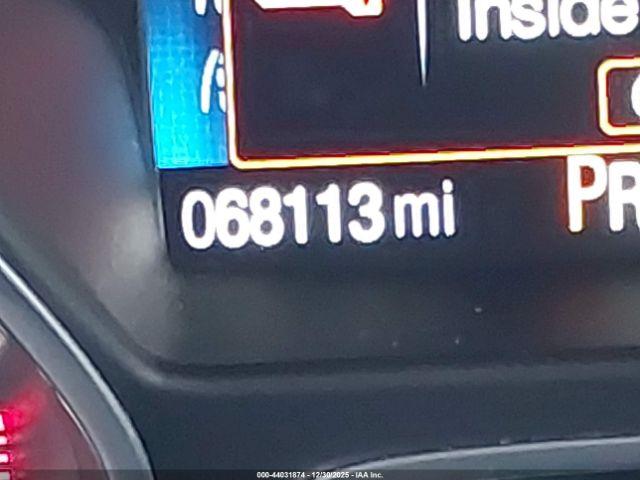 Inside
068113 mi
PR
000-44031874 - 12/30/2025 - IAA Inc.